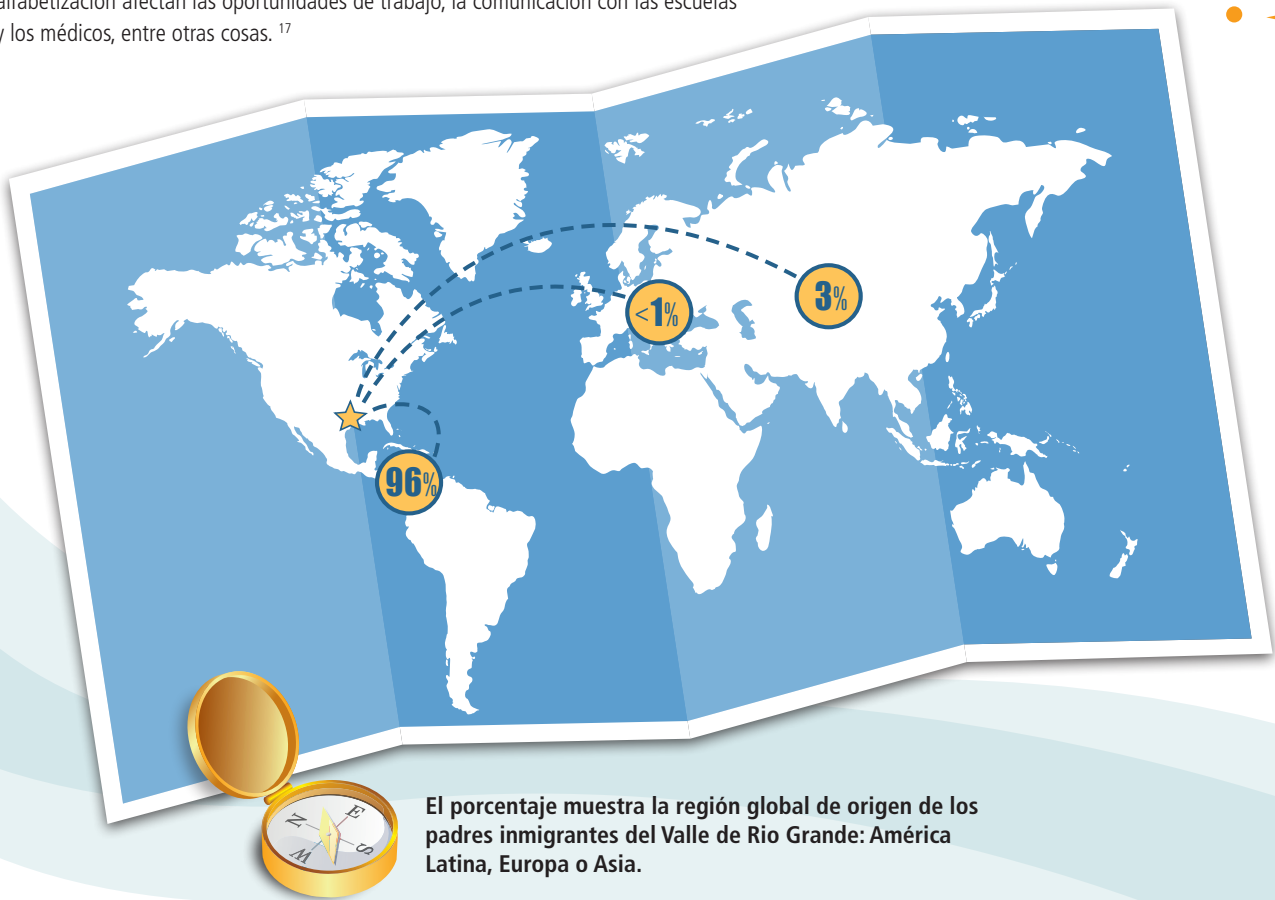 alfabetización afectan las oportunidades de trabajo, la comunicación con las escuelas
y los médicos, entre otras cosas. 17
3%
<1%
96%
E
N
S
W
El porcentaje muestra la región global de origen de los
padres inmigrantes del Valle de Rio Grande: América
Latina, Europa o Asia.